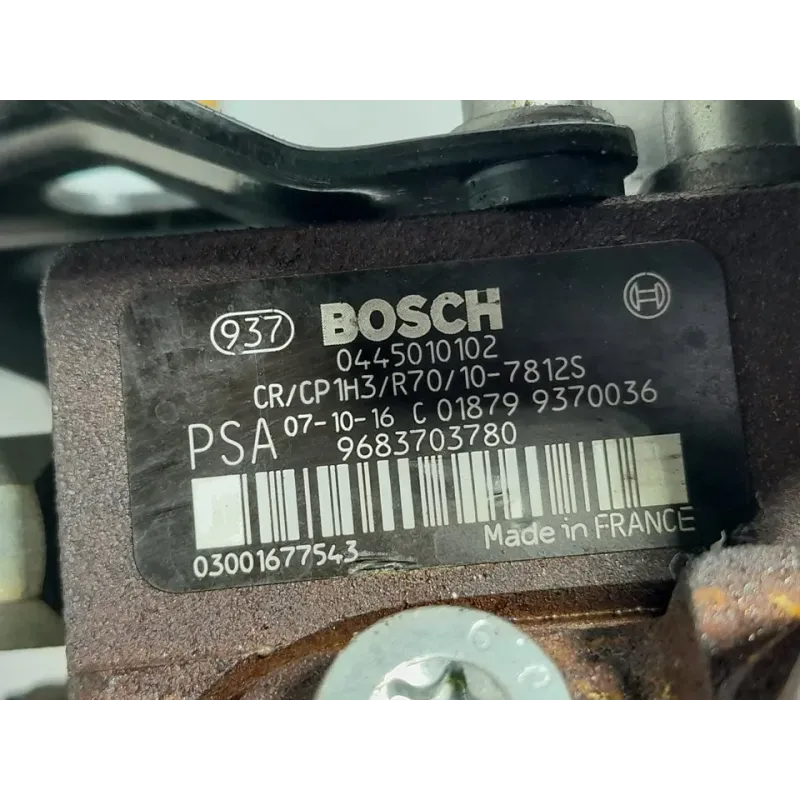 937 BOSCH
0445010102
CR/CP1H3/R70/10-7812S
PSA 07-10-16 C 01879 9370036
9683703780
03001677543
Made in FRANCE